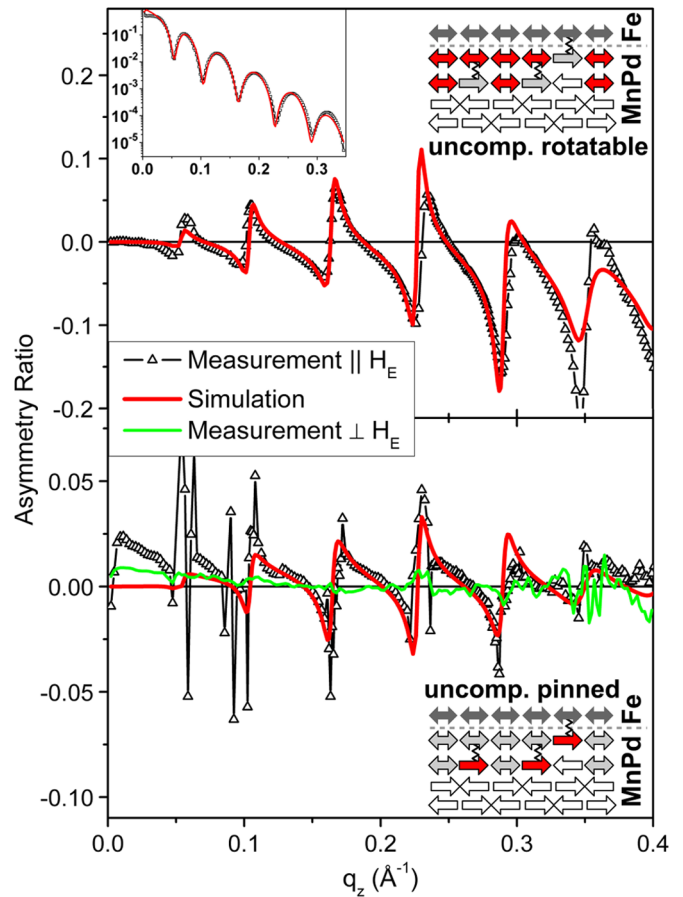 0.2
0.1
0.0
-0.1
-0.2
10⁻¹
10⁻²
10⁻³
10⁻⁴
10⁻⁵
0.0 0.1 0.2 0.3
MnPd Fe
uncomp. rotatable
Measurement || H_E
Simulation
Measurement ⊥ H_E
Asymmetry Ratio
0.05
0.00
-0.05
-0.10
uncomp. pinned
MnPd Fe
0.0 0.1 0.2 0.3 0.4
q_z (Å⁻¹)